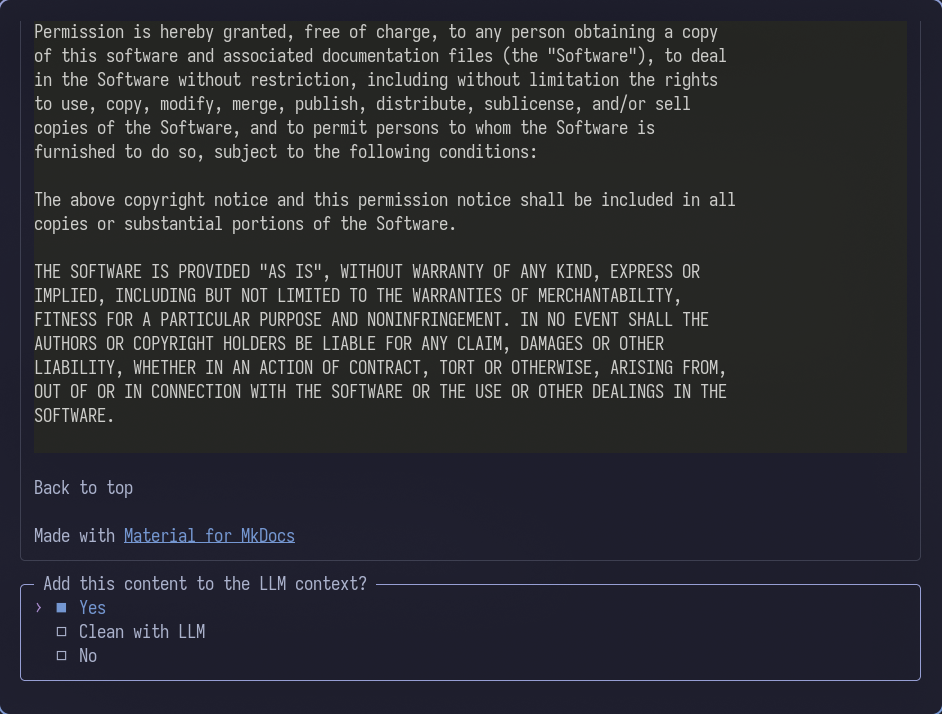 Permission is hereby granted, free of charge, to any person obtaining a copy
of this software and associated documentation files (the "Software"), to deal
in the Software without restriction, including without limitation the rights
to use, copy, modify, merge, publish, distribute, sublicense, and/or sell
copies of the Software, and to permit persons to whom the Software is
furnished to do so, subject to the following conditions:

The above copyright notice and this permission notice shall be included in all
copies or substantial portions of the Software.

THE SOFTWARE IS PROVIDED "AS IS", WITHOUT WARRANTY OF ANY KIND, EXPRESS OR
IMPLIED, INCLUDING BUT NOT LIMITED TO THE WARRANTIES OF MERCHANTABILITY,
FITNESS FOR A PARTICULAR PURPOSE AND NONINFRINGEMENT. IN NO EVENT SHALL THE
AUTHORS OR COPYRIGHT HOLDERS BE LIABLE FOR ANY CLAIM, DAMAGES OR OTHER
LIABILITY, WHETHER IN AN ACTION OF CONTRACT, TORT OR OTHERWISE, ARISING FROM,
OUT OF OR IN CONNECTION WITH THE SOFTWARE OR THE USE OR OTHER DEALINGS IN THE
SOFTWARE.

Back to top

Made with Material for MkDocs

Add this content to the LLM context?
› ■ Yes
□ Clean with LLM
□ No